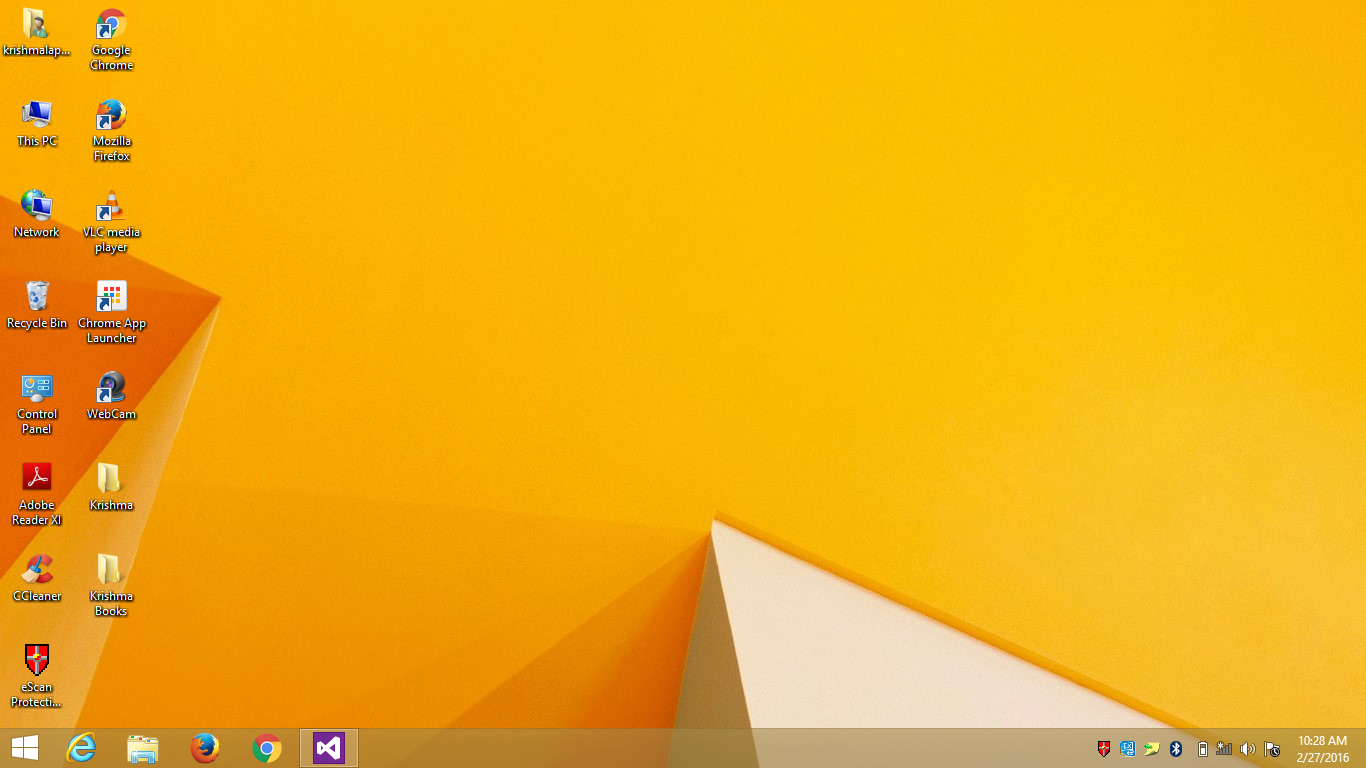 krishmalap...
Google
Chrome
This PC
Mozilla
Firefox
Network
VLC media
player
Recycle Bin
Chrome App
Launcher
Control
Panel
WebCam
Adobe
Reader XI
Krishma
CCleaner
Krishma
Books
eScan
Protecti...
10:28 AM
2/27/2016